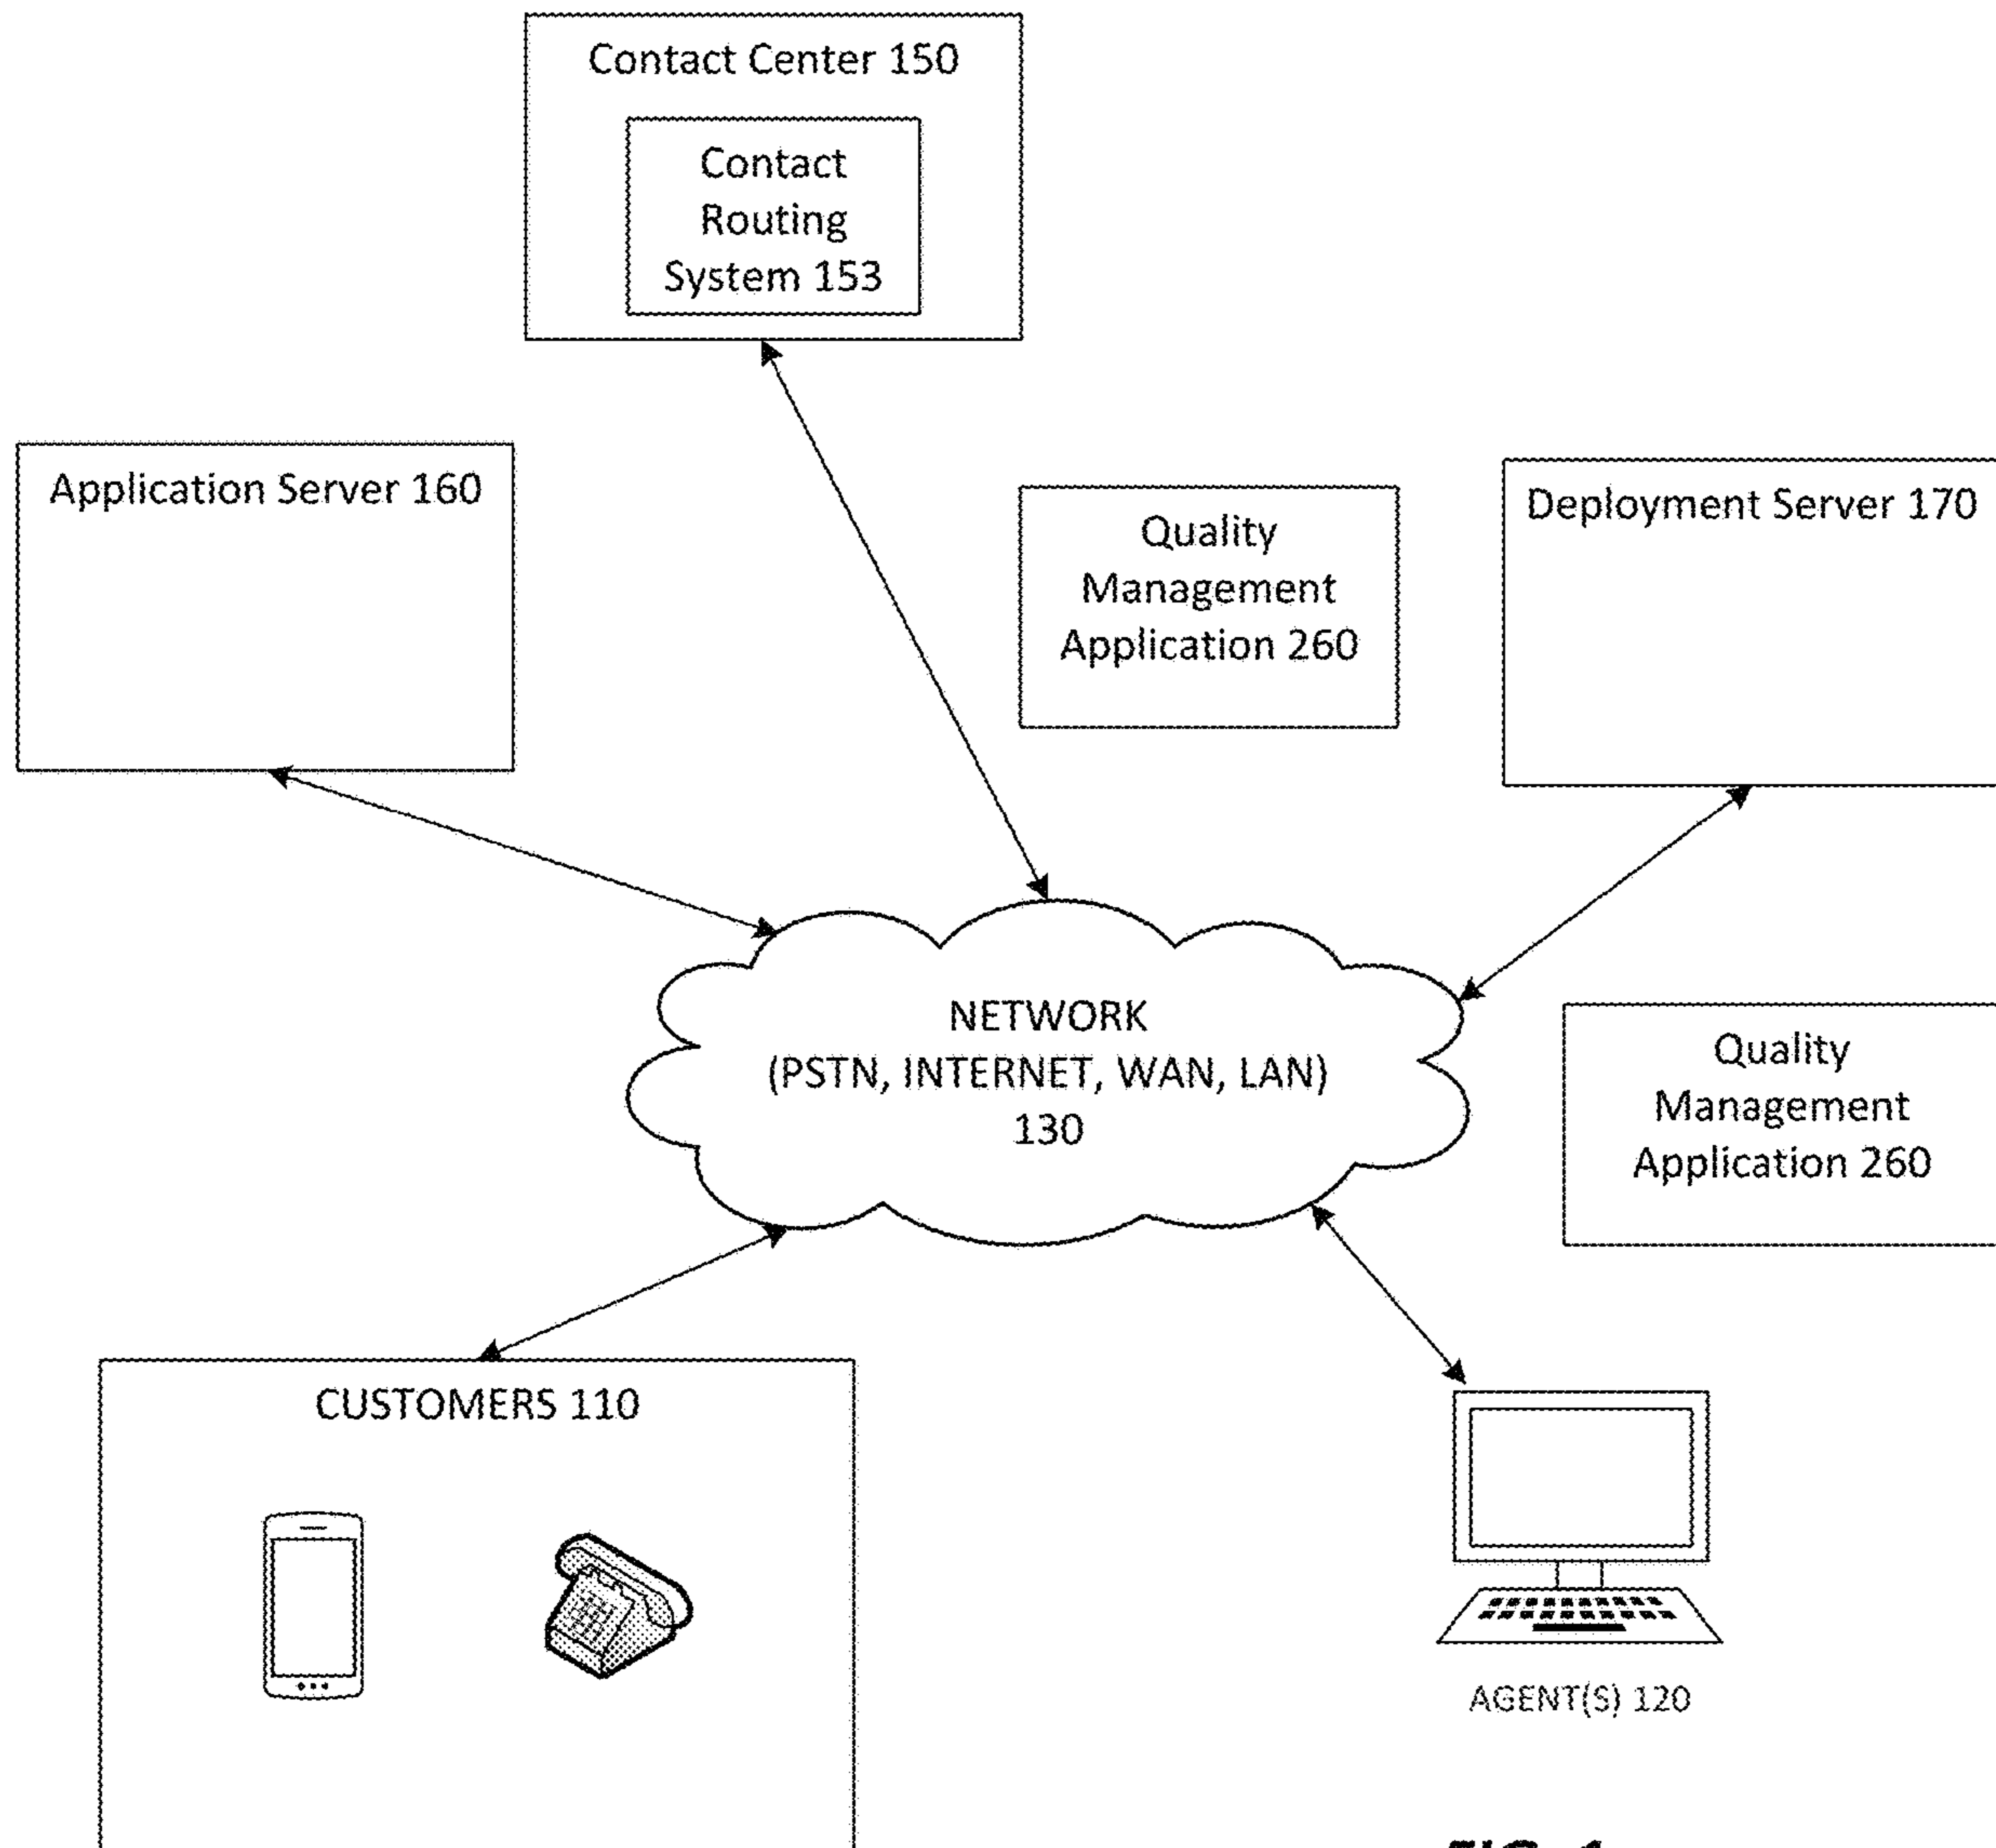 Contact Center 150
Contact
Routing
System 153
Application Server 160
Quality
Management
Application 260
Deployment Server 170
NETWORK
(PSTN, INTERNET, WAN, LAN)
130
Quality
Management
Application 260
CUSTOMERS 110
AGENT(S) 120